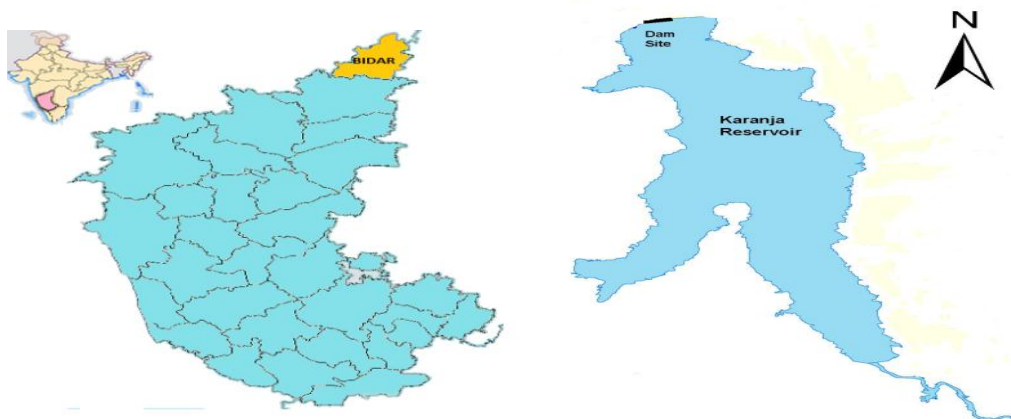 BIDAR
Dam
Site
N
Karanja
Reservoir